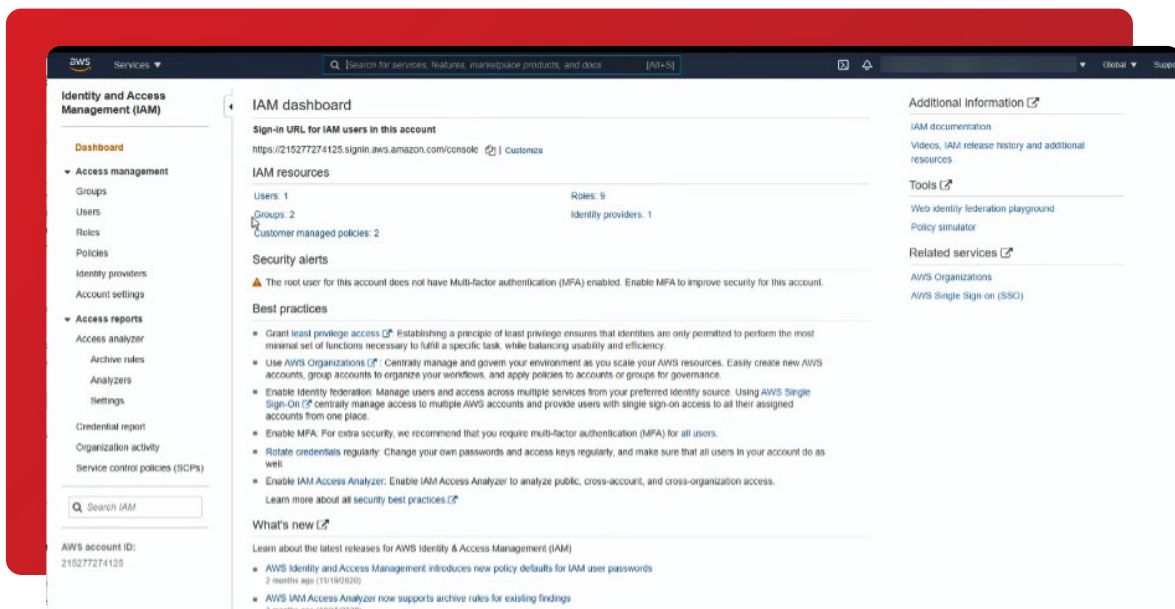 aws
Services ▼
Search for services, features, marketplace products, and docs [Alt+S]
Global ▼
Suppo
Identity and Access
Management (IAM)
Dashboard
Access management
Groups
Users
Roles
Policies
Identity providers
Account settings
Access reports
Access analyzer
Archive rules
Analyzers
Settings
Credential report
Organization activity
Service control policies (SCPs)
Search IAM
AWS account ID:
215277274125
IAM dashboard
Sign-in URL for IAM users in this account
https://215277274125.signin.aws.amazon.com/console | Customize
IAM resources
Users: 1
Roles: 9
Groups: 2
Identity providers: 1
Customer managed policies: 2
Security alerts
The root user for this account does not have Multi-factor authentication (MFA) enabled. Enable MFA to improve security for this account.
Best practices
Grant least privilege access : Establishing a principle of least privilege ensures that identities are only permitted to perform the most
minimal set of functions necessary to fulfill a specific task, while balancing usability and efficiency.
Use AWS Organizations : Centrally manage and govern your environment as you scale your AWS resources. Easily create new AWS
accounts, group accounts to organize your workflows, and apply policies to accounts or groups for governance.
Enable Identity federation: Manage users and access across multiple services from your preferred identity source. Using AWS Single
Sign-On centrally manage access to multiple AWS accounts and provide users with single sign-on access to all their assigned
accounts from one place.
Enable MFA: For extra security, we recommend that you require multi-factor authentication (MFA) for all users.
Rotate credentials regularly: Change your own passwords and access keys regularly, and make sure that all users in your account do as
well.
Enable IAM Access Analyzer: Enable IAM Access Analyzer to analyze public, cross-account, and cross-organization access.
Learn more about all security best practices.
What's new
Learn about the latest releases for AWS Identity & Access Management (IAM)
AWS Identity and Access Management introduces new policy defaults for IAM user passwords
2 months ago (11/19/2020)
AWS IAM Access Analyzer now supports archive rules for existing findings
Additional information
IAM documentation
Videos, IAM release history and additional
resources
Tools
Web identity federation playground
Policy simulator
Related services
AWS Organizations
AWS Single Sign-on (SSO)